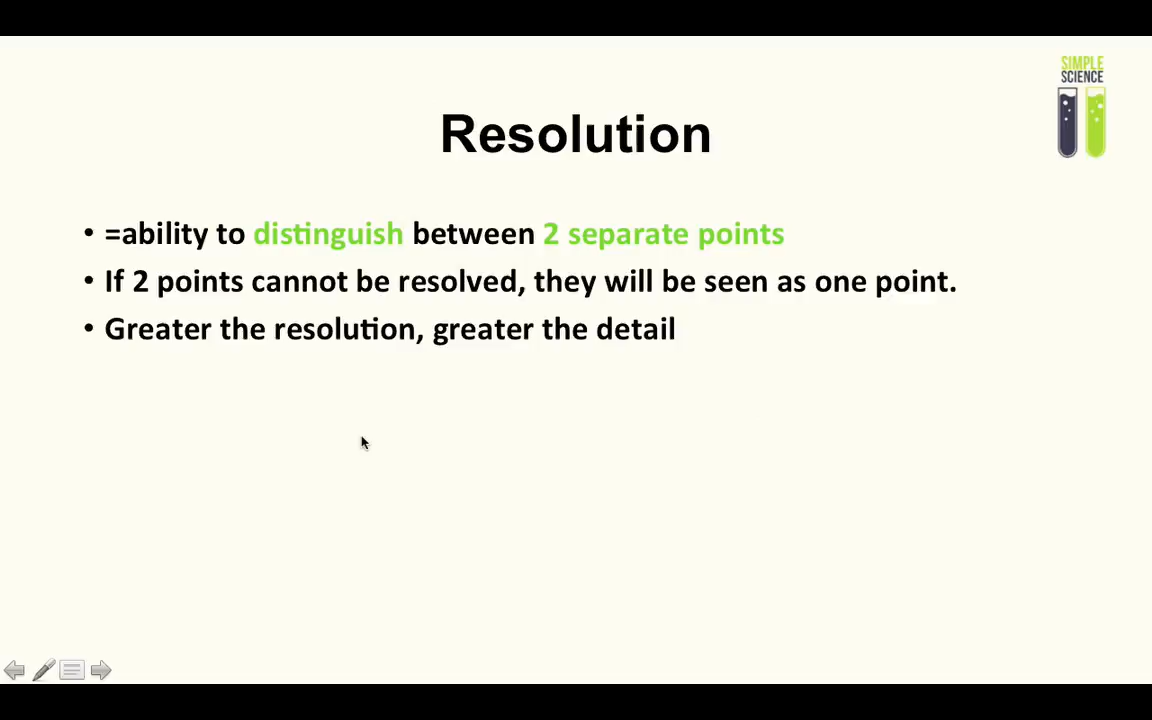 SIMPLE
SCIENCE
Resolution
• =ability to distinguish between 2 separate points
• If 2 points cannot be resolved, they will be seen as one point.
• Greater the resolution, greater the detail